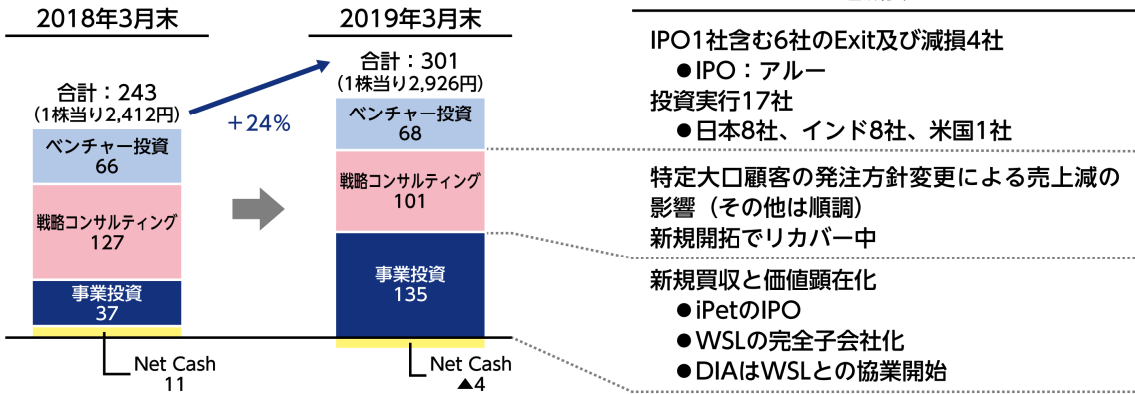 2018年3月末
合計：243
(1株当り2,412円)
ベンチャー投資
66
戦略コンサルティング
127
事業投資
37
Net Cash
11
+24%
2019年3月末
合計：301
(1株当り2,926円)
ベンチャー投資
68
戦略コンサルティング
101
事業投資
135
Net Cash
▲4
IPO1社含む6社のExit及び減損4社
●IPO：アルー
投資実行17社
●日本8社、インド8社、米国1社
特定大口顧客の発注方針変更による売上減の
影響（その他は順調）
新規開拓でリカバー中
新規買収と価値顕在化
●iPetのIPO
●WSLの完全子会社化
●DIAはWSLとの協業開始